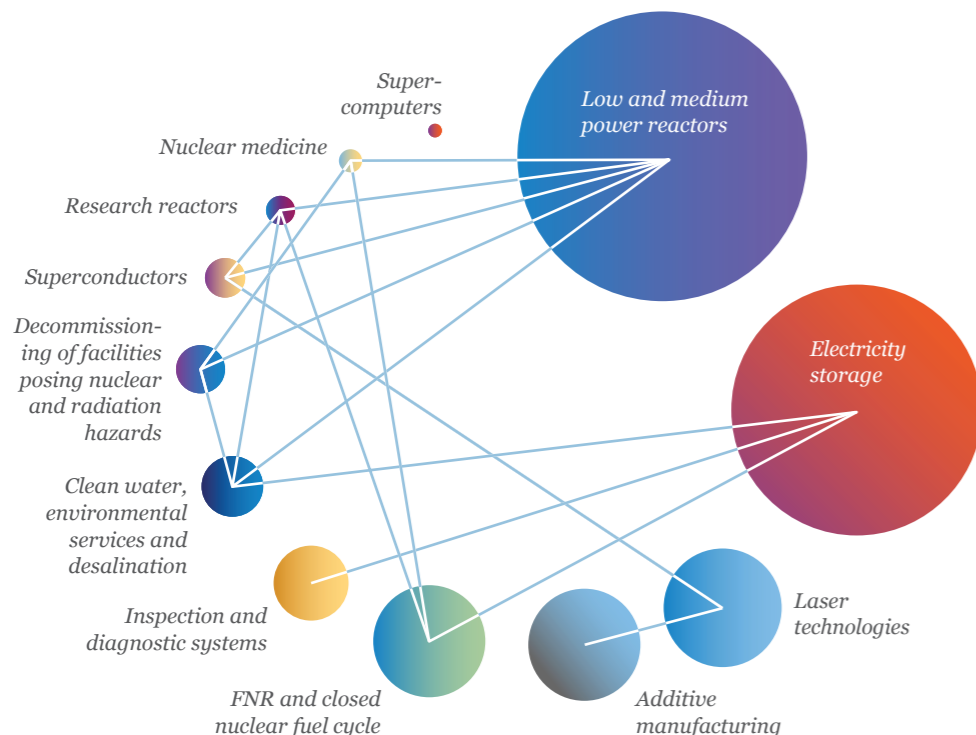 Super-
computers
Low and medium
power reactors
Nuclear medicine
Research reactors
Superconductors
Decommission-
ing of facilities
posing nuclear
and radiation
hazards
Electricity
storage
Clean water,
environmental
services and
desalination
Inspection and
diagnostic systems
FNR and closed
nuclear fuel cycle
Additive
manufacturing
Laser
technologies